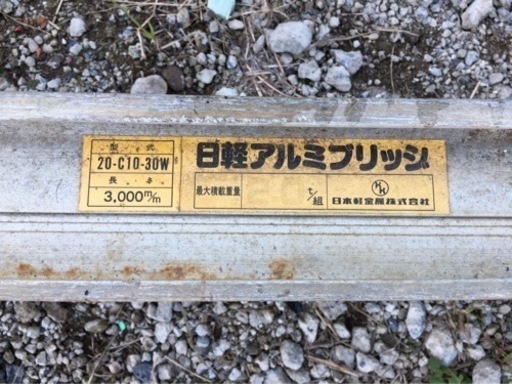 型式
20-C10-30W
長さ
3,000m/m
日軽アルミブリッジ
最大積載重量
t/組
日本軽金属株式会社